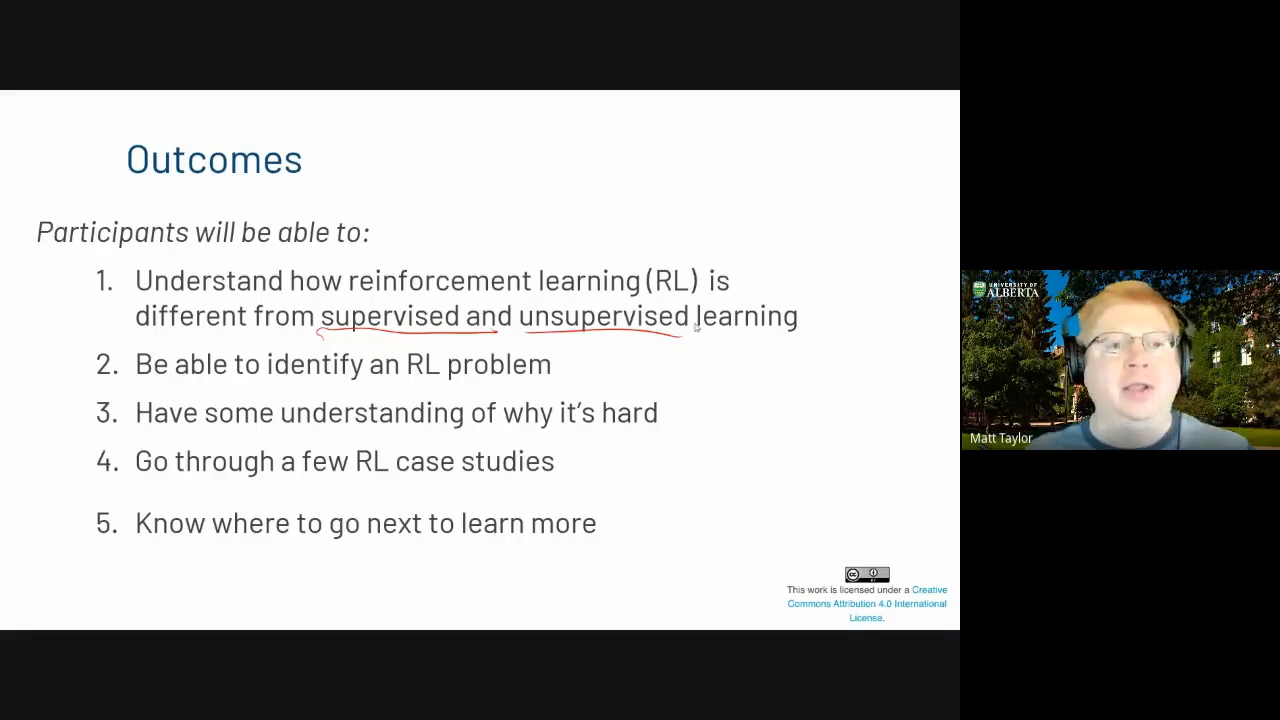 Outcomes
Participants will be able to:
1. Understand how reinforcement learning (RL) is
different from supervised and unsupervised learning
2. Be able to identify an RL problem
3. Have some understanding of why it's hard
4. Go through a few RL case studies
5. Know where to go next to learn more
This work is licensed under a Creative
Commons Attribution 4.0 International
License.
UNIVERSITY OF
ALBERTA
Matt Taylor